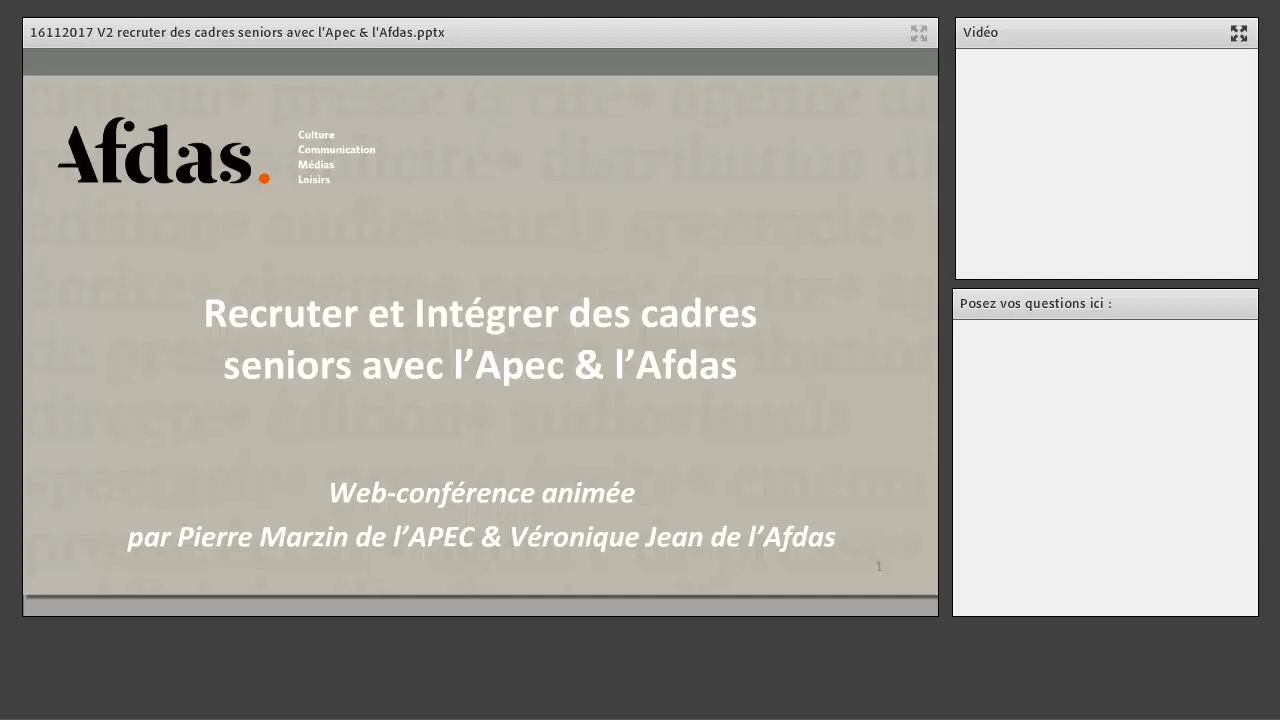 16112017 V2 recruter des cadres seniors avec l'Apec & l'Afdas.pptx
Vidéo
Afdas.
Culture
Communication
Médias
Loisirs
Posez vos questions ici :
Recruter et Intégrer des cadres
seniors avec l’Apec & l’Afdas
Web-conférence animée
par Pierre Marzin de l’APEC & Véronique Jean de l’Afdas
1